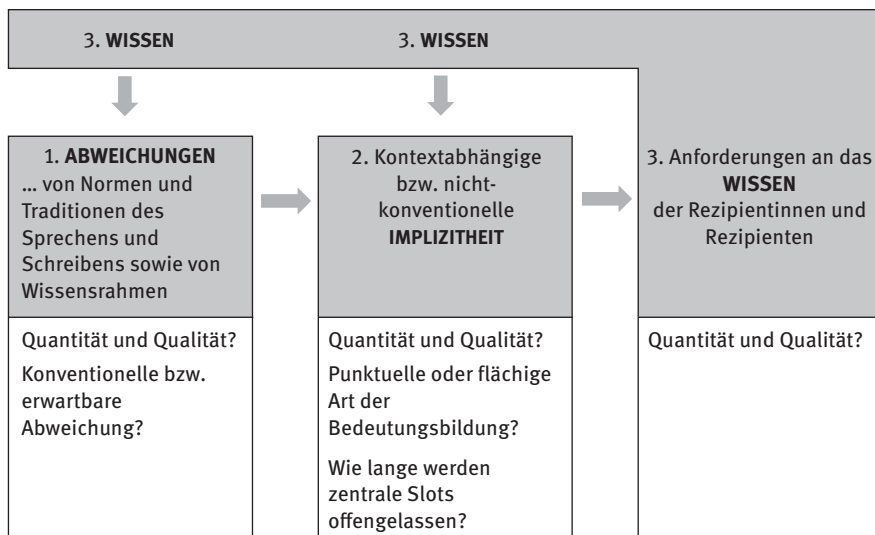 3. WISSEN
3. WISSEN
1. ABWEICHUNGEN
... von Normen und
Traditionen des
Sprechens und
Schreibens sowie von
Wissensrahmen
2. Kontextabhängige
bzw. nicht-
konventionelle
IMPLIZITHEIT
3. Anforderungen an das
WISSEN
der Rezipientinnen und
Rezipienten
Quantität und Qualität?
Konventionelle bzw.
erwartbare
Abweichung?
Quantität und Qualität?
Punktuelle oder flächige
Art der
Bedeutungsbildung?
Wie lange werden
zentrale Slots
offengelassen?
Quantität und Qualität?